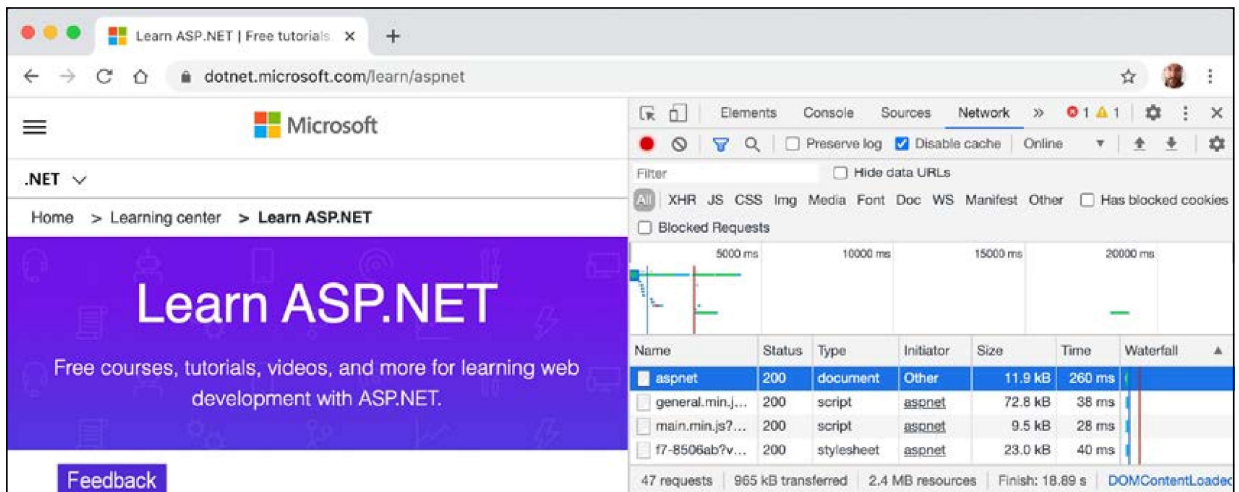 Learn ASP.NET | Free tutorials
dotnet.microsoft.com/learn/aspnet
Microsoft
.NET
Home > Learning center > Learn ASP.NET
Learn ASP.NET
Free courses, tutorials, videos, and more for learning web
development with ASP.NET.
Feedback
Elements Console Sources Network » 1 1
Preserve log Disable cache Online
Filter Hide data URLs
All XHR JS CSS Img Media Font Doc WS Manifest Other Has blocked cookies
Blocked Requests
5000 ms 10000 ms 15000 ms 20000 ms
Name Status Type Initiator Size Time Waterfall
aspnet 200 document Other 11.9 kB 260 ms
general.min.j... 200 script aspnet 72.8 kB 38 ms
main.min.js?... 200 script aspnet 9.5 kB 28 ms
f7-8506ab?v... 200 stylesheet aspnet 23.0 kB 40 ms
47 requests 965 kB transferred 2.4 MB resources Finish: 18.89 s DOMContentLoaded